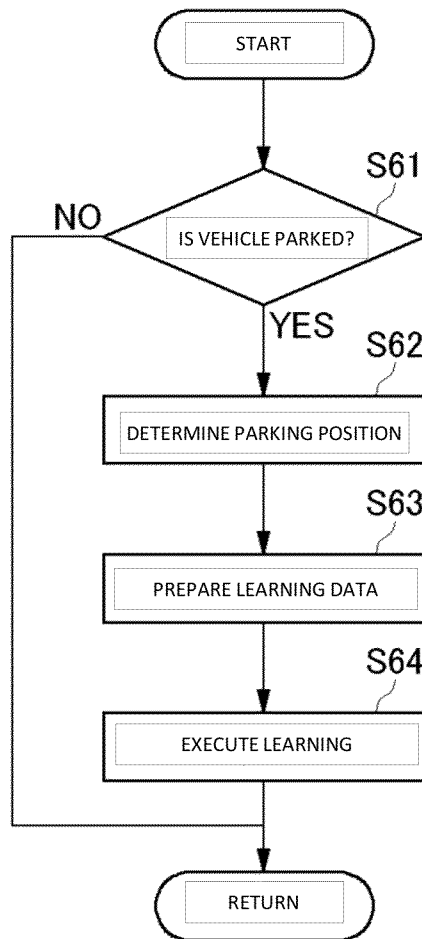 START
S61
NO
IS VEHICLE PARKED?
YES
S62
DETERMINE PARKING POSITION
S63
PREPARE LEARNING DATA
S64
EXECUTE LEARNING
RETURN